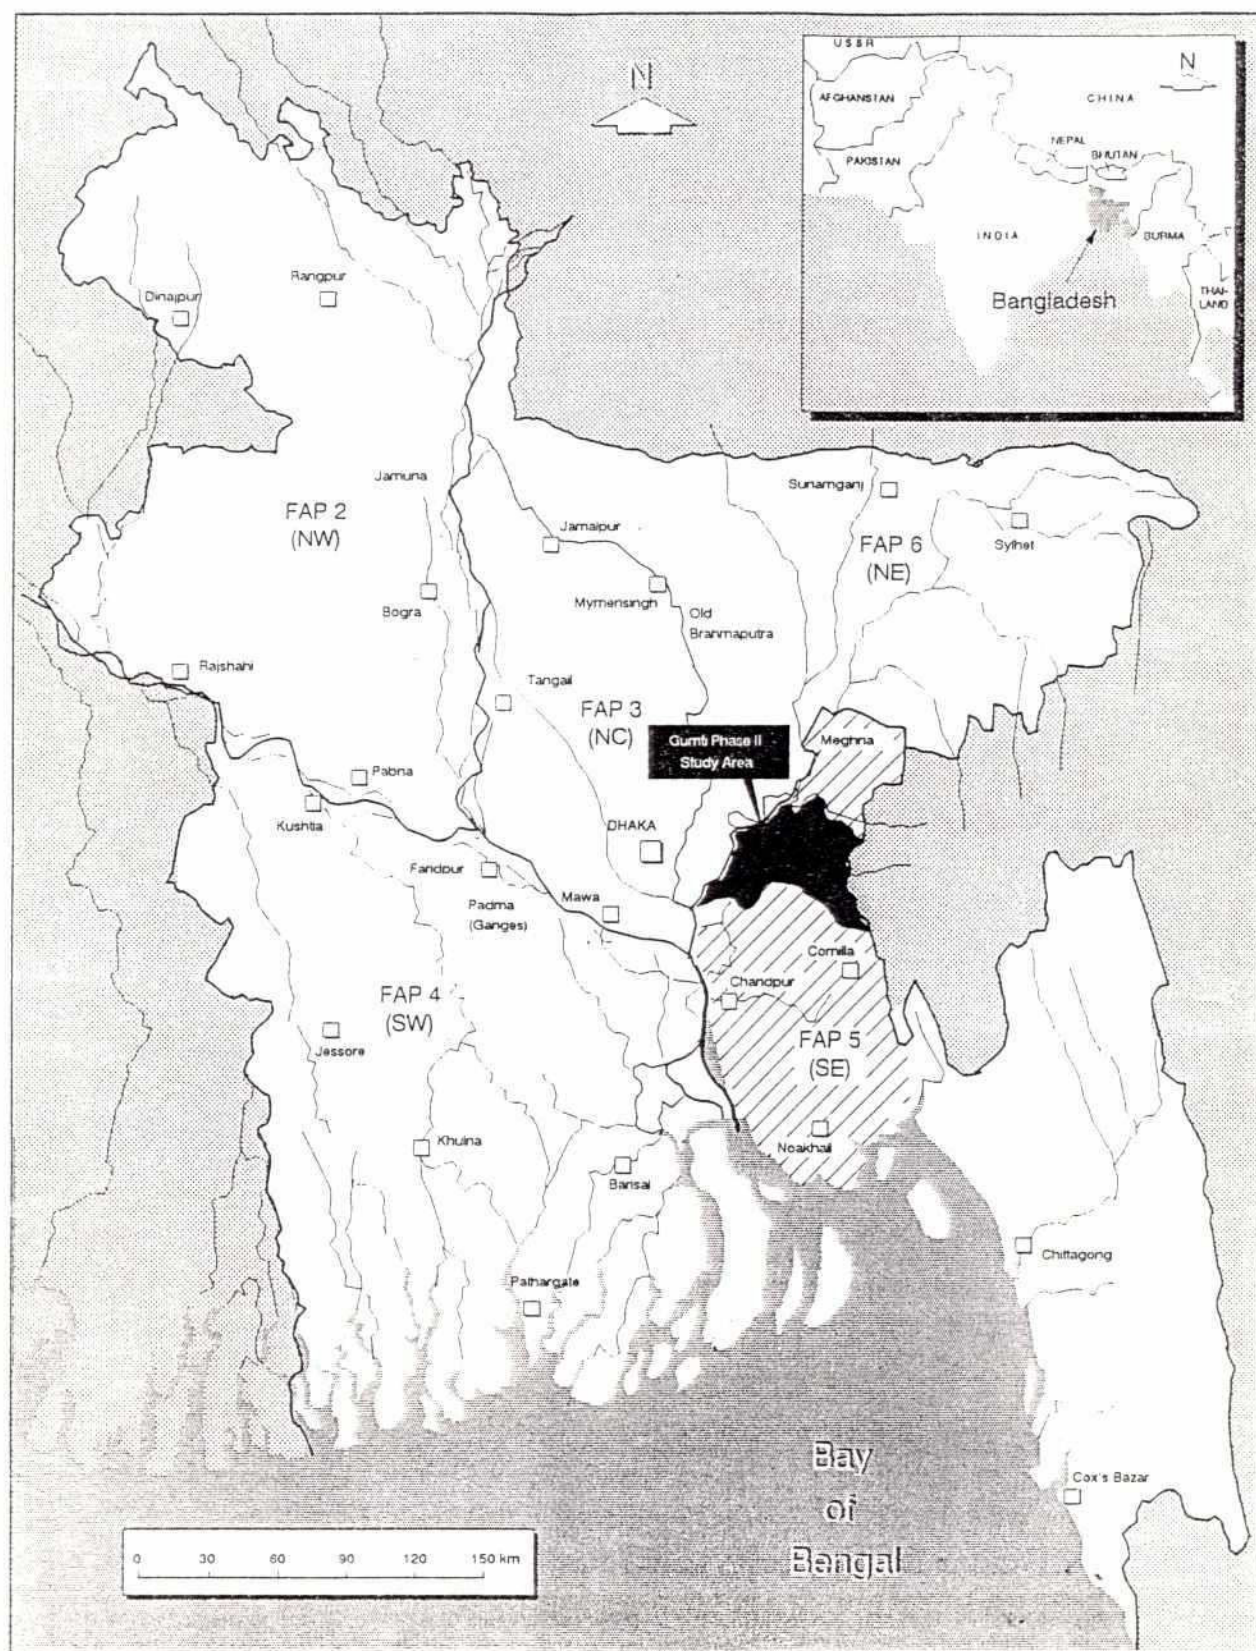 N
USSR
N
AFGHANISTAN
CHINA
NEPAL
BHUTAN
PAKISTAN
INDIA
BURMA
THAI-
LAND
Bangladesh
Rangpur
Dinajpur
Jamuna
Sunamganj
FAP 2
(NW)
Jamalpur
FAP 6
(NE)
Sylhet
Bogra
Mymensingh
Old
Brahmaputra
Rajshahi
Tangail
FAP 3
(NC)
Gumti Phase II
Study Area
Meghna
Pabna
Kushtia
DHAKA
Faridpur
Mawa
Padma
(Ganges)
Comilla
Chandpur
FAP 4
(SW)
Jessore
FAP 5
(SE)
Khulna
Noakhali
Barisal
Chittagong
Pathargate
Bay
of
Bengal
Cox's Bazar
0 30 60 90 120 150 km